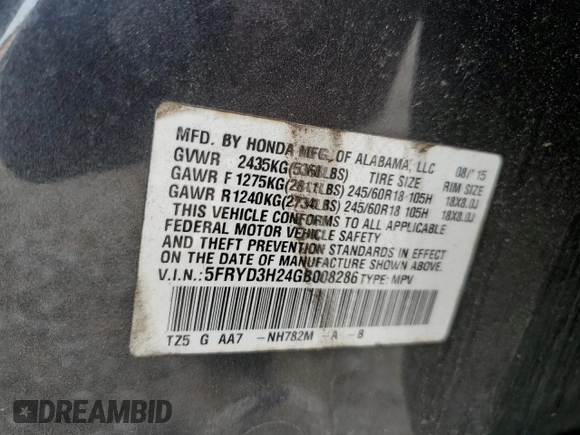 MFD. BY HONDA MFG. OF ALABAMA, LLC 08/15
GVWR 2435KG(5368LBS) TIRE SIZE RIM SIZE
GAWR F 1275KG(2811LBS) 245/60R18 105H 18X8.0J
GAWR R1240KG(2734LBS) 245/60R18 105H 18X8.0J
THIS VEHICLE CONFORMS TO ALL APPLICABLE
FEDERAL MOTOR VEHICLE SAFETY
AND THEFT PREVENTION STANDARDS IN EFFECT
ON THE DATE OF MANUFACTURE SHOWN ABOVE.
V.I.N.: 5FRYD3H24GB008286 TYPE: MPV
TZ5 G AA7 -NH782M -A -B
DREAMBID